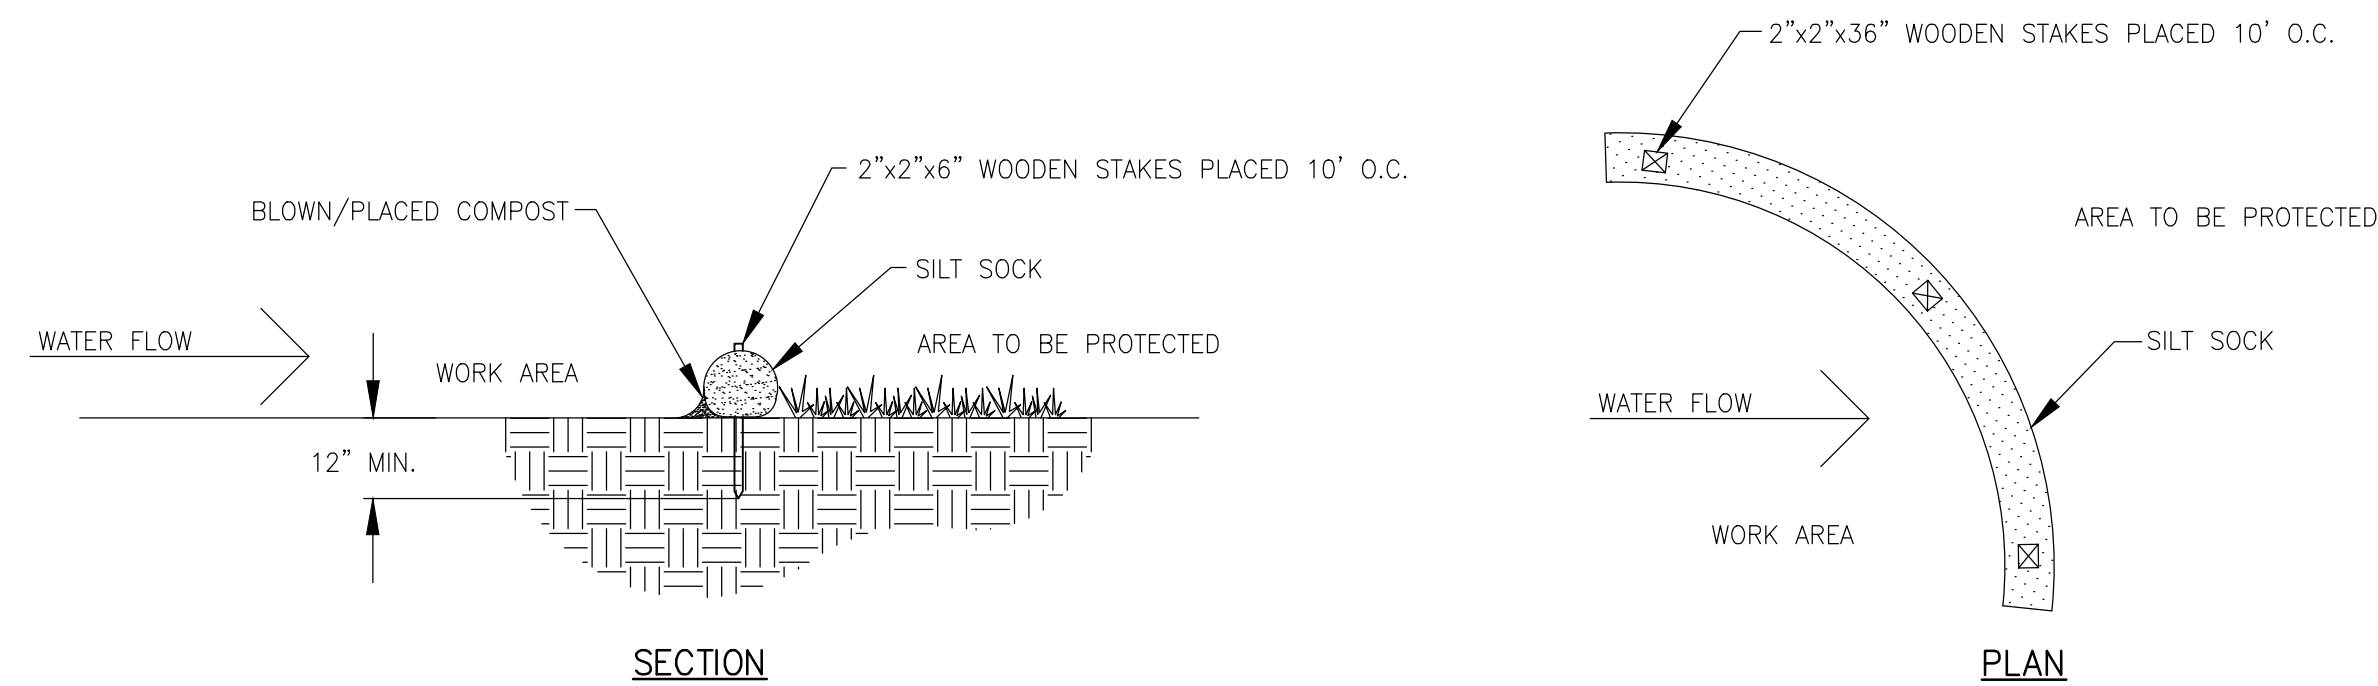 2”x2”x6” WOODEN STAKES PLACED 10’ O.C.
BLOWN/PLACED COMPOST
SILT SOCK
WATER FLOW
WORK AREA
AREA TO BE PROTECTED
12” MIN.
SECTION
2”x2”x36” WOODEN STAKES PLACED 10’ O.C.
AREA TO BE PROTECTED
SILT SOCK
WATER FLOW
WORK AREA
PLAN